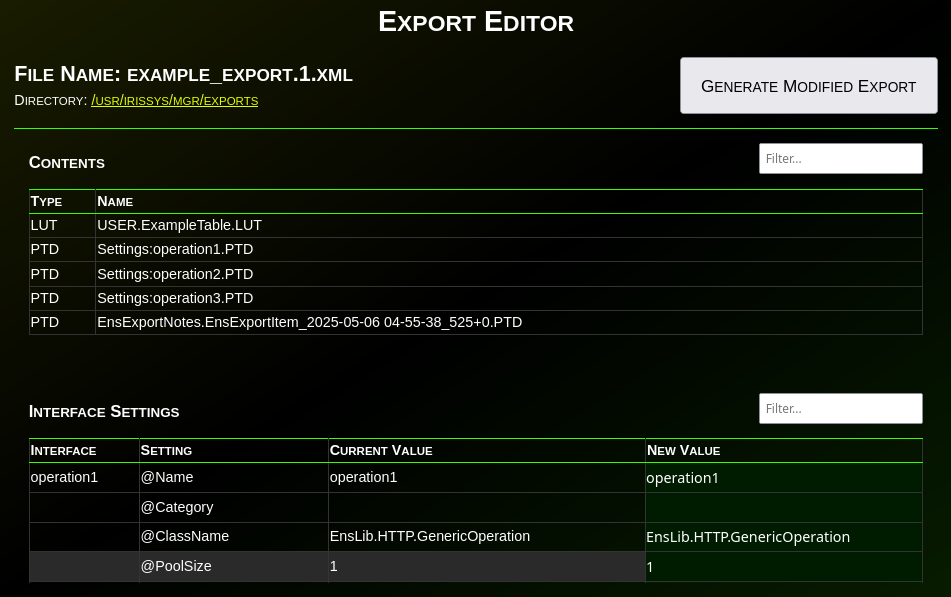 Export Editor
File Name: example_export.1.xml
Directory: /usr/irissys/mgr/exports
Generate Modified Export
Contents
Filter...
Type Name
LUT USER.ExampleTable.LUT
PTD Settings:operation1.PTD
PTD Settings:operation2.PTD
PTD Settings:operation3.PTD
PTD EnsExportNotes.EnsExportItem_2025-05-06 04-55-38_525+0.PTD
Interface Settings
Filter...
Interface Setting Current Value New Value
operation1 @Name operation1 operation1
@Category
@ClassName EnsLib.HTTP.GenericOperation EnsLib.HTTP.GenericOperation
@PoolSize 1 1